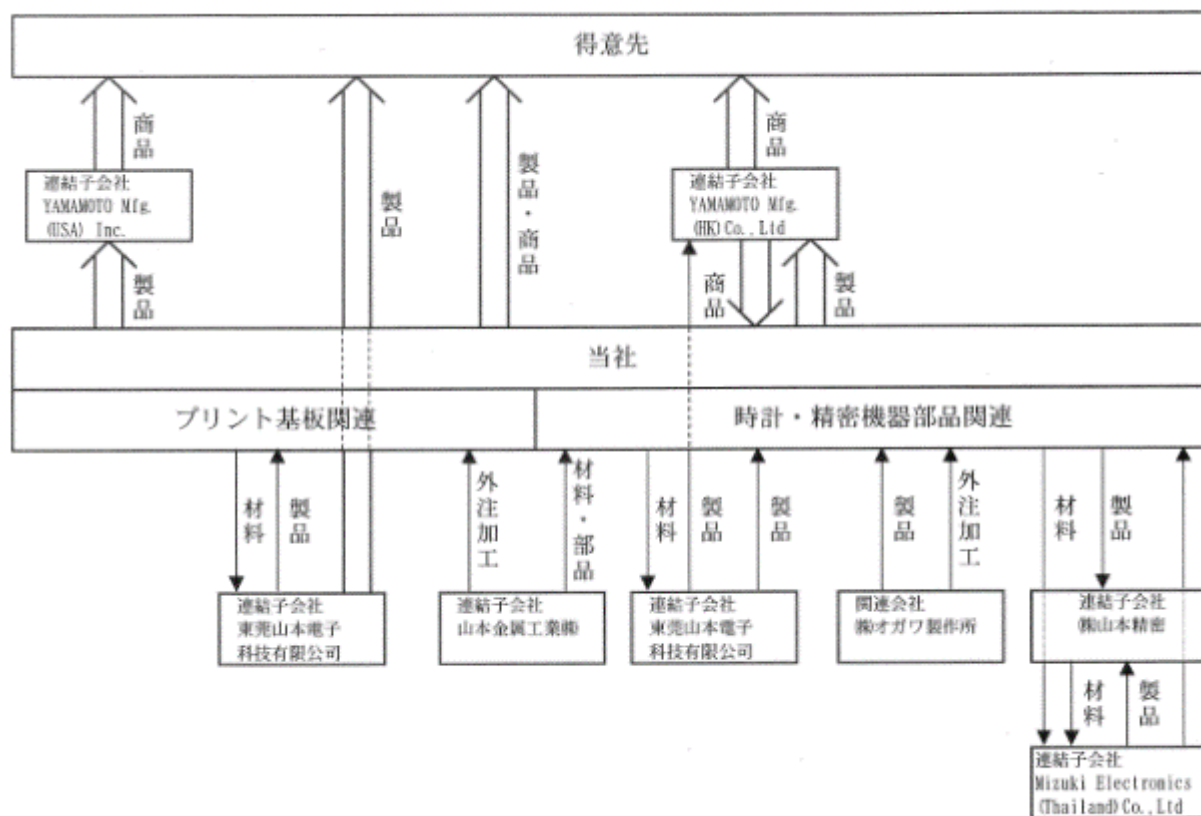 得意先
商品
製品
製品・商品
商品
連結子会社
YAMAMOTO Mfg.
(USA) Inc.
連結子会社
YAMAMOTO Mfg.
(HK)Co.,Ltd
製品
商品
製品
当社
プリント基板関連
時計・精密機器部品関連
材料
製品
外注加工
材料・部品
材料
製品
製品
製品
外注加工
材料
製品
連結子会社
東莞山本電子
科技有限公司
連結子会社
山本金属工業㈱
連結子会社
東莞山本電子
科技有限公司
関連会社
㈱オガワ製作所
連結子会社
㈱山本精密
材料
製品
連結子会社
Mizuki Electronics
(Thailand)Co.,Ltd